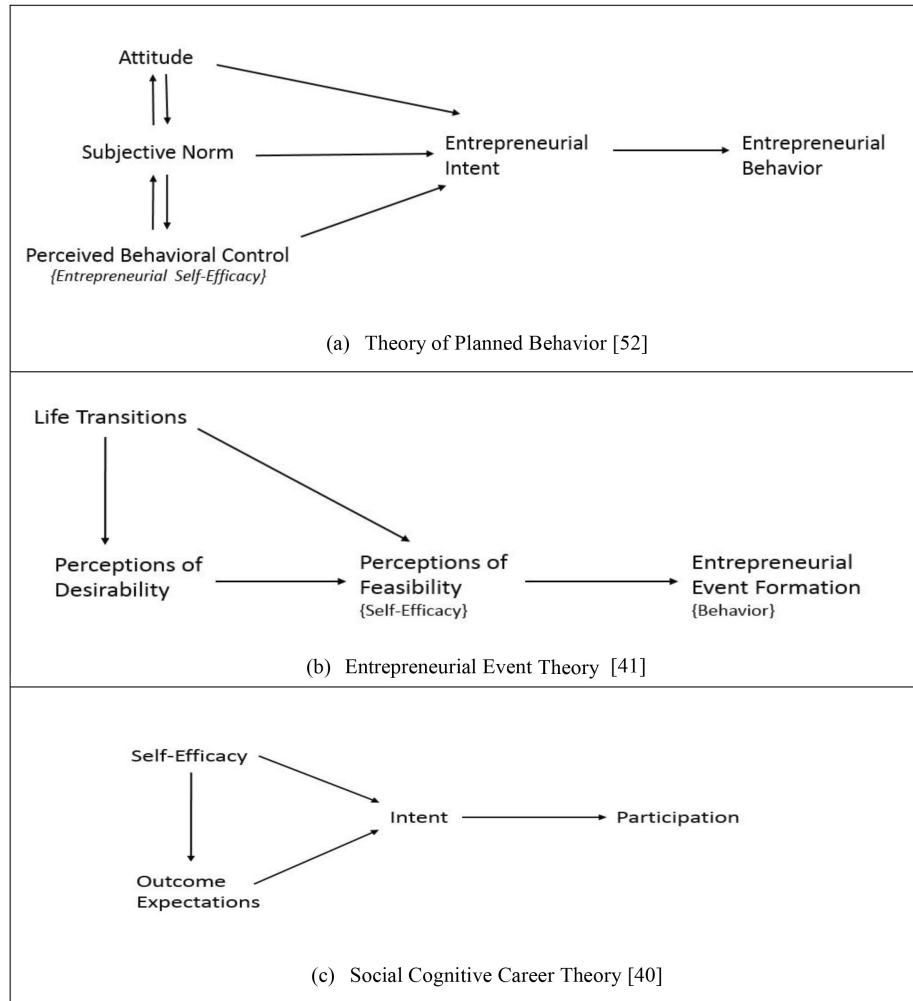 Attitude
Subjective Norm
Entrepreneurial
Intent
Entrepreneurial
Behavior
Perceived Behavioral Control
{Entrepreneurial Self-Efficacy}
(a) Theory of Planned Behavior [52]
Life Transitions
Perceptions of
Desirability
Perceptions of
Feasibility
{Self-Efficacy}
Entrepreneurial
Event Formation
{Behavior}
(b) Entrepreneurial Event Theory [41]
Self-Efficacy
Intent
Participation
Outcome
Expectations
(c) Social Cognitive Career Theory [40]